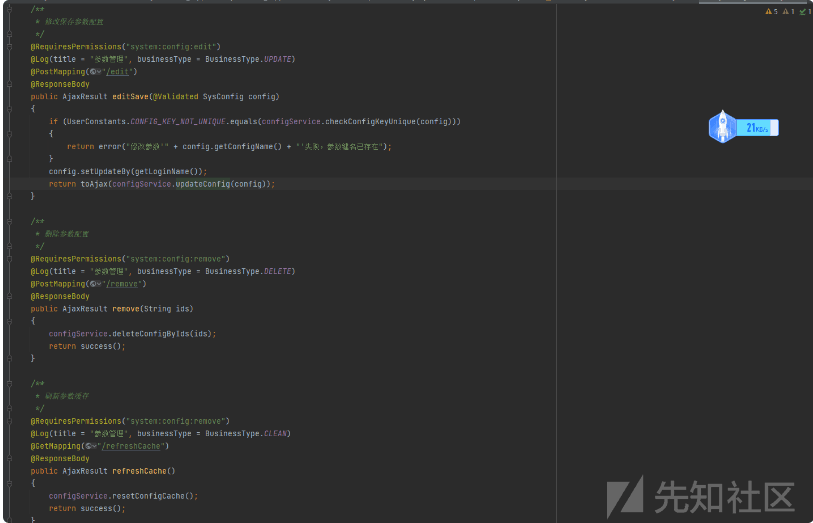 5 1 1
/**
* 修改保存参数配置
*/
@RequiresPermissions("system:config:edit")
@Log(title = "参数管理", businessType = BusinessType.UPDATE)
@PostMapping("/edit")
@ResponseBody
public AjaxResult editSave(@Validated SysConfig config)
{
if (UserConstants.CONFIG_KEY_NOT_UNIQUE.equals(configService.checkConfigKeyUnique(config)))
{
return error("修改参数'" + config.getConfigName() + "'失败，参数键名已存在");
}
config.setUpdateBy(getLoginName());
return toAjax(configService.updateConfig(config));
}
/**
* 删除参数配置
*/
@RequiresPermissions("system:config:remove")
@Log(title = "参数管理", businessType = BusinessType.DELETE)
@PostMapping("/remove")
@ResponseBody
public AjaxResult remove(String ids)
{
configService.deleteConfigByIds(ids);
return success();
}
/**
* 刷新参数缓存
*/
@RequiresPermissions("system:config:remove")
@Log(title = "参数管理", businessType = BusinessType.CLEAN)
@GetMapping("/refreshCache")
@ResponseBody
public AjaxResult refreshCache()
{
configService.resetConfigCache();
return success();
}
21KB/s
先知社区